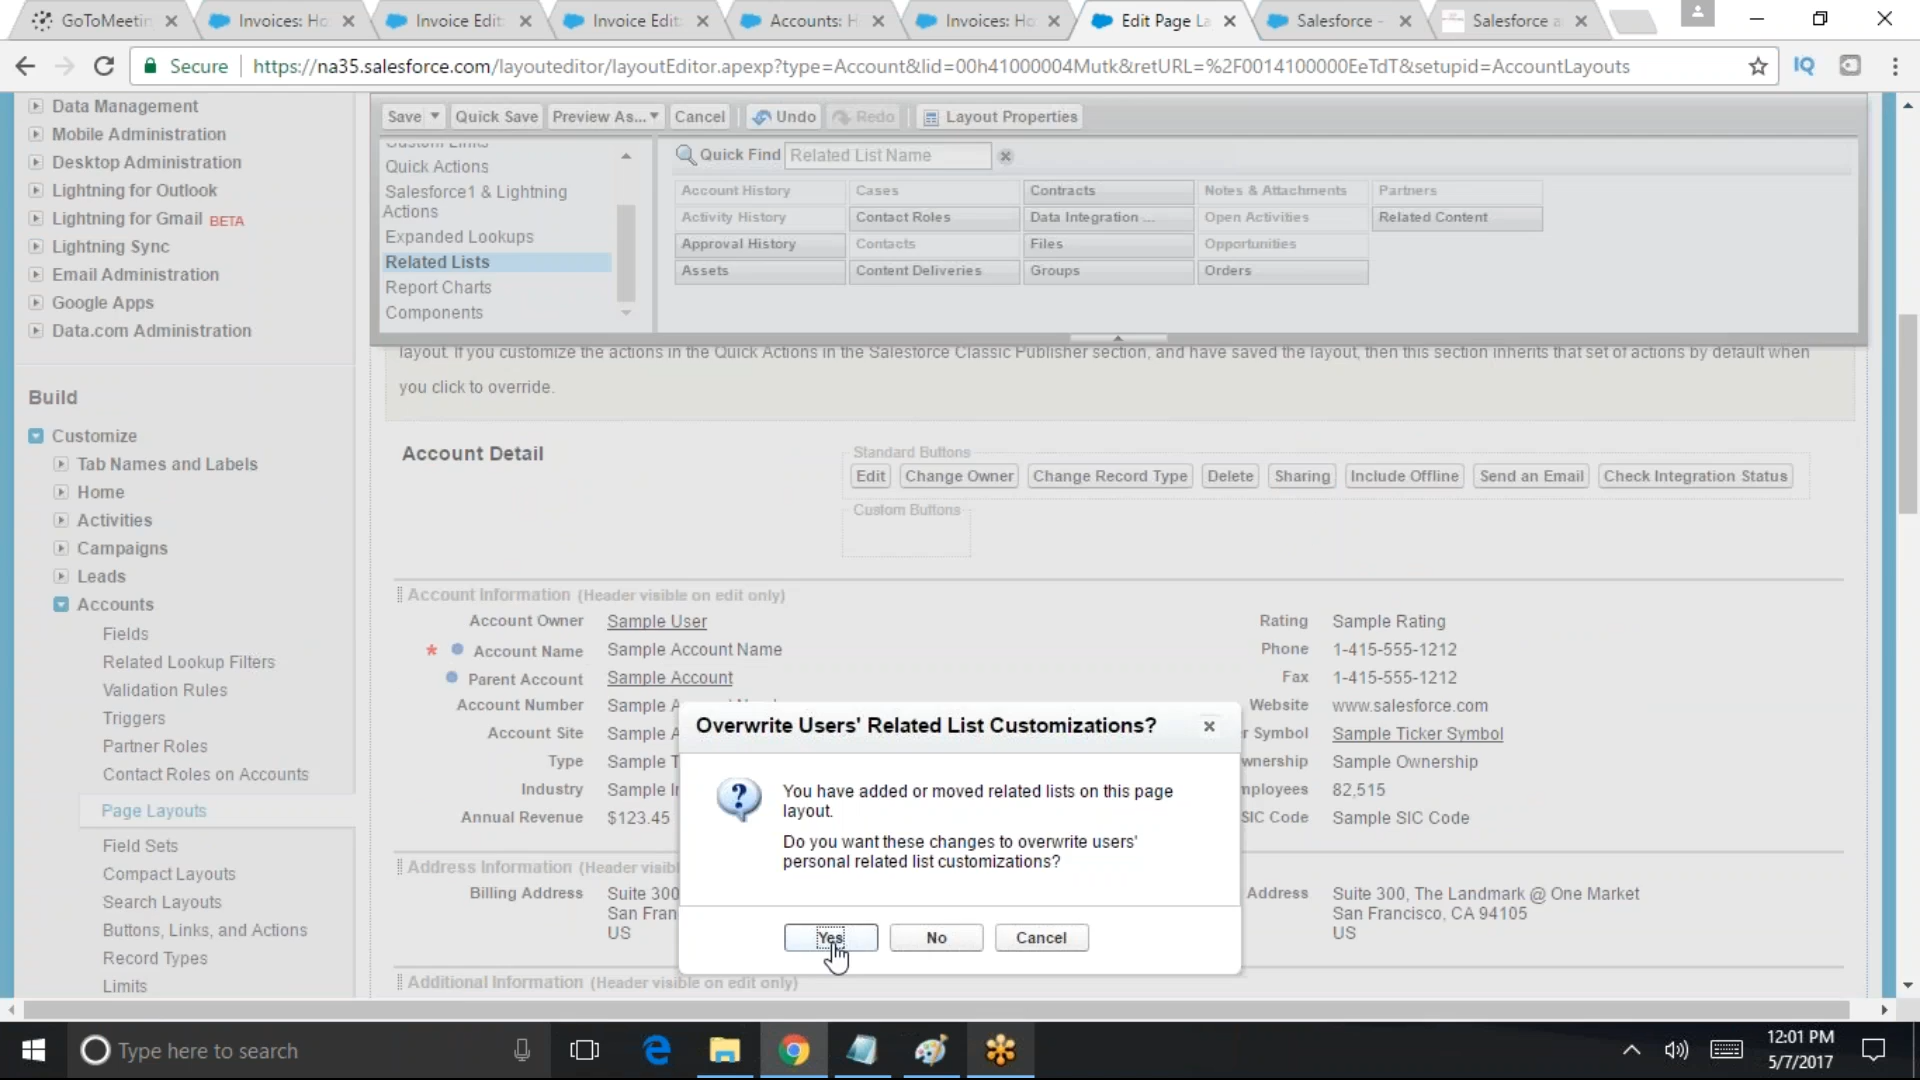 GoToMeetin
Invoices: Ho
Invoice Edit
Invoice Edit
Accounts: H
Invoices: Ho
Edit Page La
Salesforce -
Salesforce a
Secure
https://na35.salesforce.com/layouteditor/layoutEditor.apexp?type=Account&lid=00h41000004Mutk&retURL=%2F0014100000EeTdT&setupid=AccountLayouts
IQ
Data Management
Mobile Administration
Desktop Administration
Lightning for Outlook
Lightning for Gmail BETA
Lightning Sync
Email Administration
Google Apps
Data.com Administration
Build
Customize
Tab Names and Labels
Home
Activities
Campaigns
Leads
Accounts
Fields
Related Lookup Filters
Validation Rules
Triggers
Partner Roles
Contact Roles on Accounts
Page Layouts
Field Sets
Compact Layouts
Search Layouts
Buttons, Links, and Actions
Record Types
Limits
Save Quick Save Preview As... Cancel Undo Redo Layout Properties
Custom Links
Quick Actions
Salesforce1 & Lightning
Actions
Expanded Lookups
Related Lists
Report Charts
Components
Quick Find Related List Name
Account History Cases Contracts Notes & Attachments Partners
Activity History Contact Roles Data Integration ... Open Activities Related Content
Approval History Contacts Files Opportunities
Assets Content Deliveries Groups Orders
layout. If you customize the actions in the Quick Actions in the Salesforce Classic Publisher section, and have saved the layout, then this section inherits that set of actions by default when
you click to override.
Account Detail
Standard Buttons
Edit Change Owner Change Record Type Delete Sharing Include Offline Send an Email Check Integration Status
Custom Buttons
Account Information (Header visible on edit only)
Account Owner Sample User Rating Sample Rating
* Account Name Sample Account Name Phone 1-415-555-1212
Parent Account Sample Account Fax 1-415-555-1212
Account Number Sample A Website www.salesforce.com
Account Site Sample A r Symbol Sample Ticker Symbol
Type Sample T wnership Sample Ownership
Industry Sample In nployees 82,515
Annual Revenue $123.45 SIC Code Sample SIC Code
Address Information (Header visibl
Billing Address Suite 300 Address Suite 300, The Landmark @ One Market
San Fran San Francisco, CA 94105
US US
Additional Information (Header visible on edit only)
Overwrite Users' Related List Customizations?
You have added or moved related lists on this page
layout.
Do you want these changes to overwrite users'
personal related list customizations?
Yes No Cancel
Type here to search
12:01 PM
5/7/2017